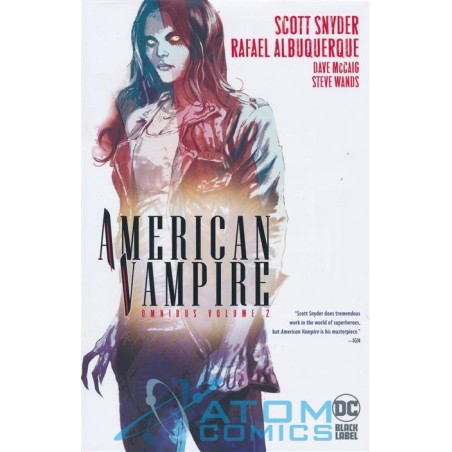 SCOTT SNYDER
RAFAEL ALBUQUERQUE
DAVE McCAIG
STEVE WANDS
AMERICAN
VAMPIRE
OMNIBUS VOLUME 2
"Scott Snyder does tremendous
work in the world of superheroes,
but American Vampire is his masterpiece."
—IGN
ATOM
COMICS
DC
BLACK
LABEL